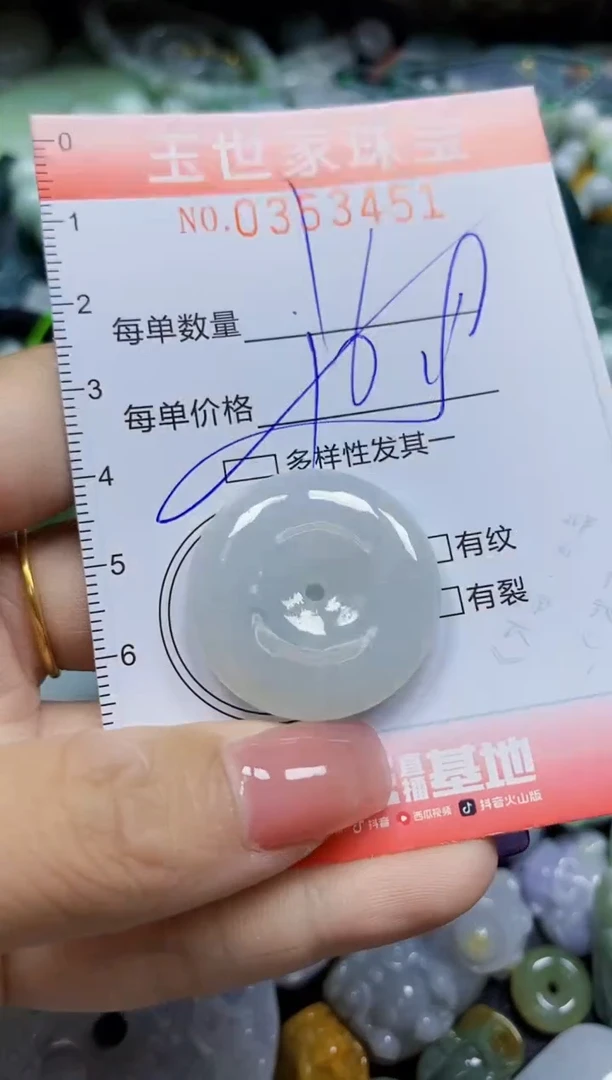 玉世家珠宝
NO.0353451
0
1
2
3
4
5
6
每单数量
每单价格
多样性发其一
有纹
有裂
播基地
抖音 西瓜视频 抖音火山版